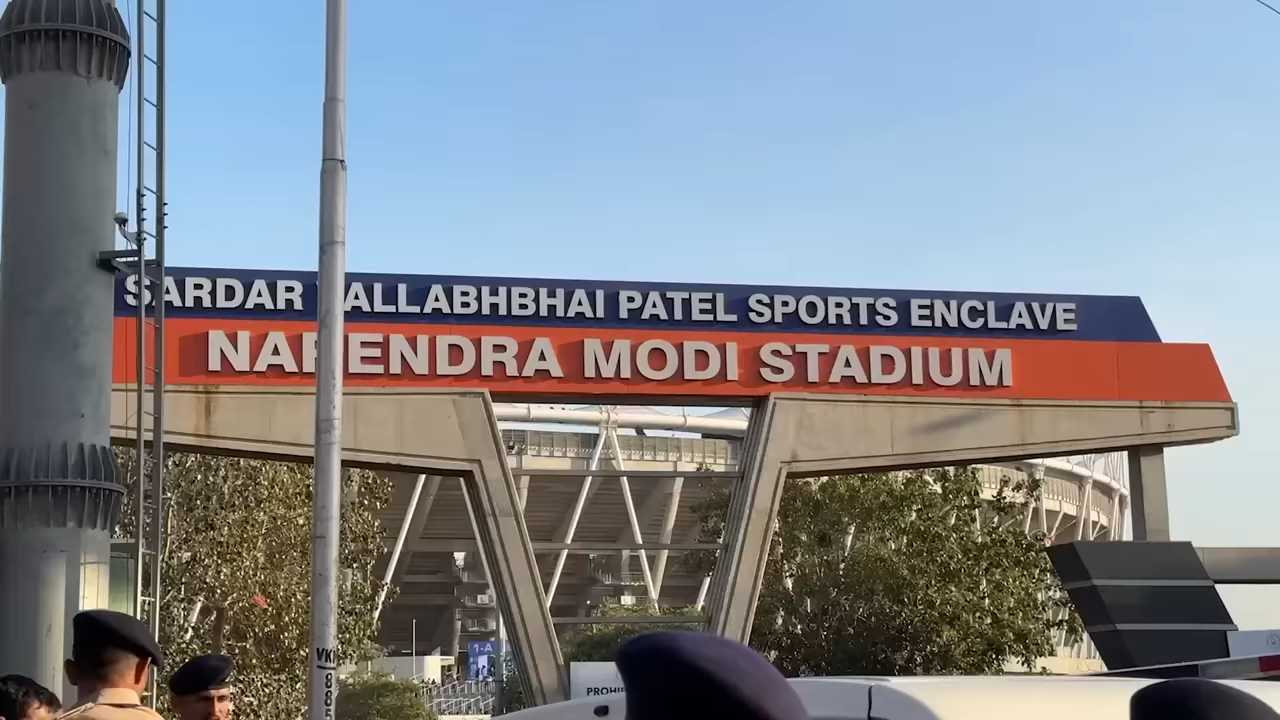 SARDAR VALLABHBHAI PATEL SPORTS ENCLAVE
NARENDRA MODI STADIUM
1-A